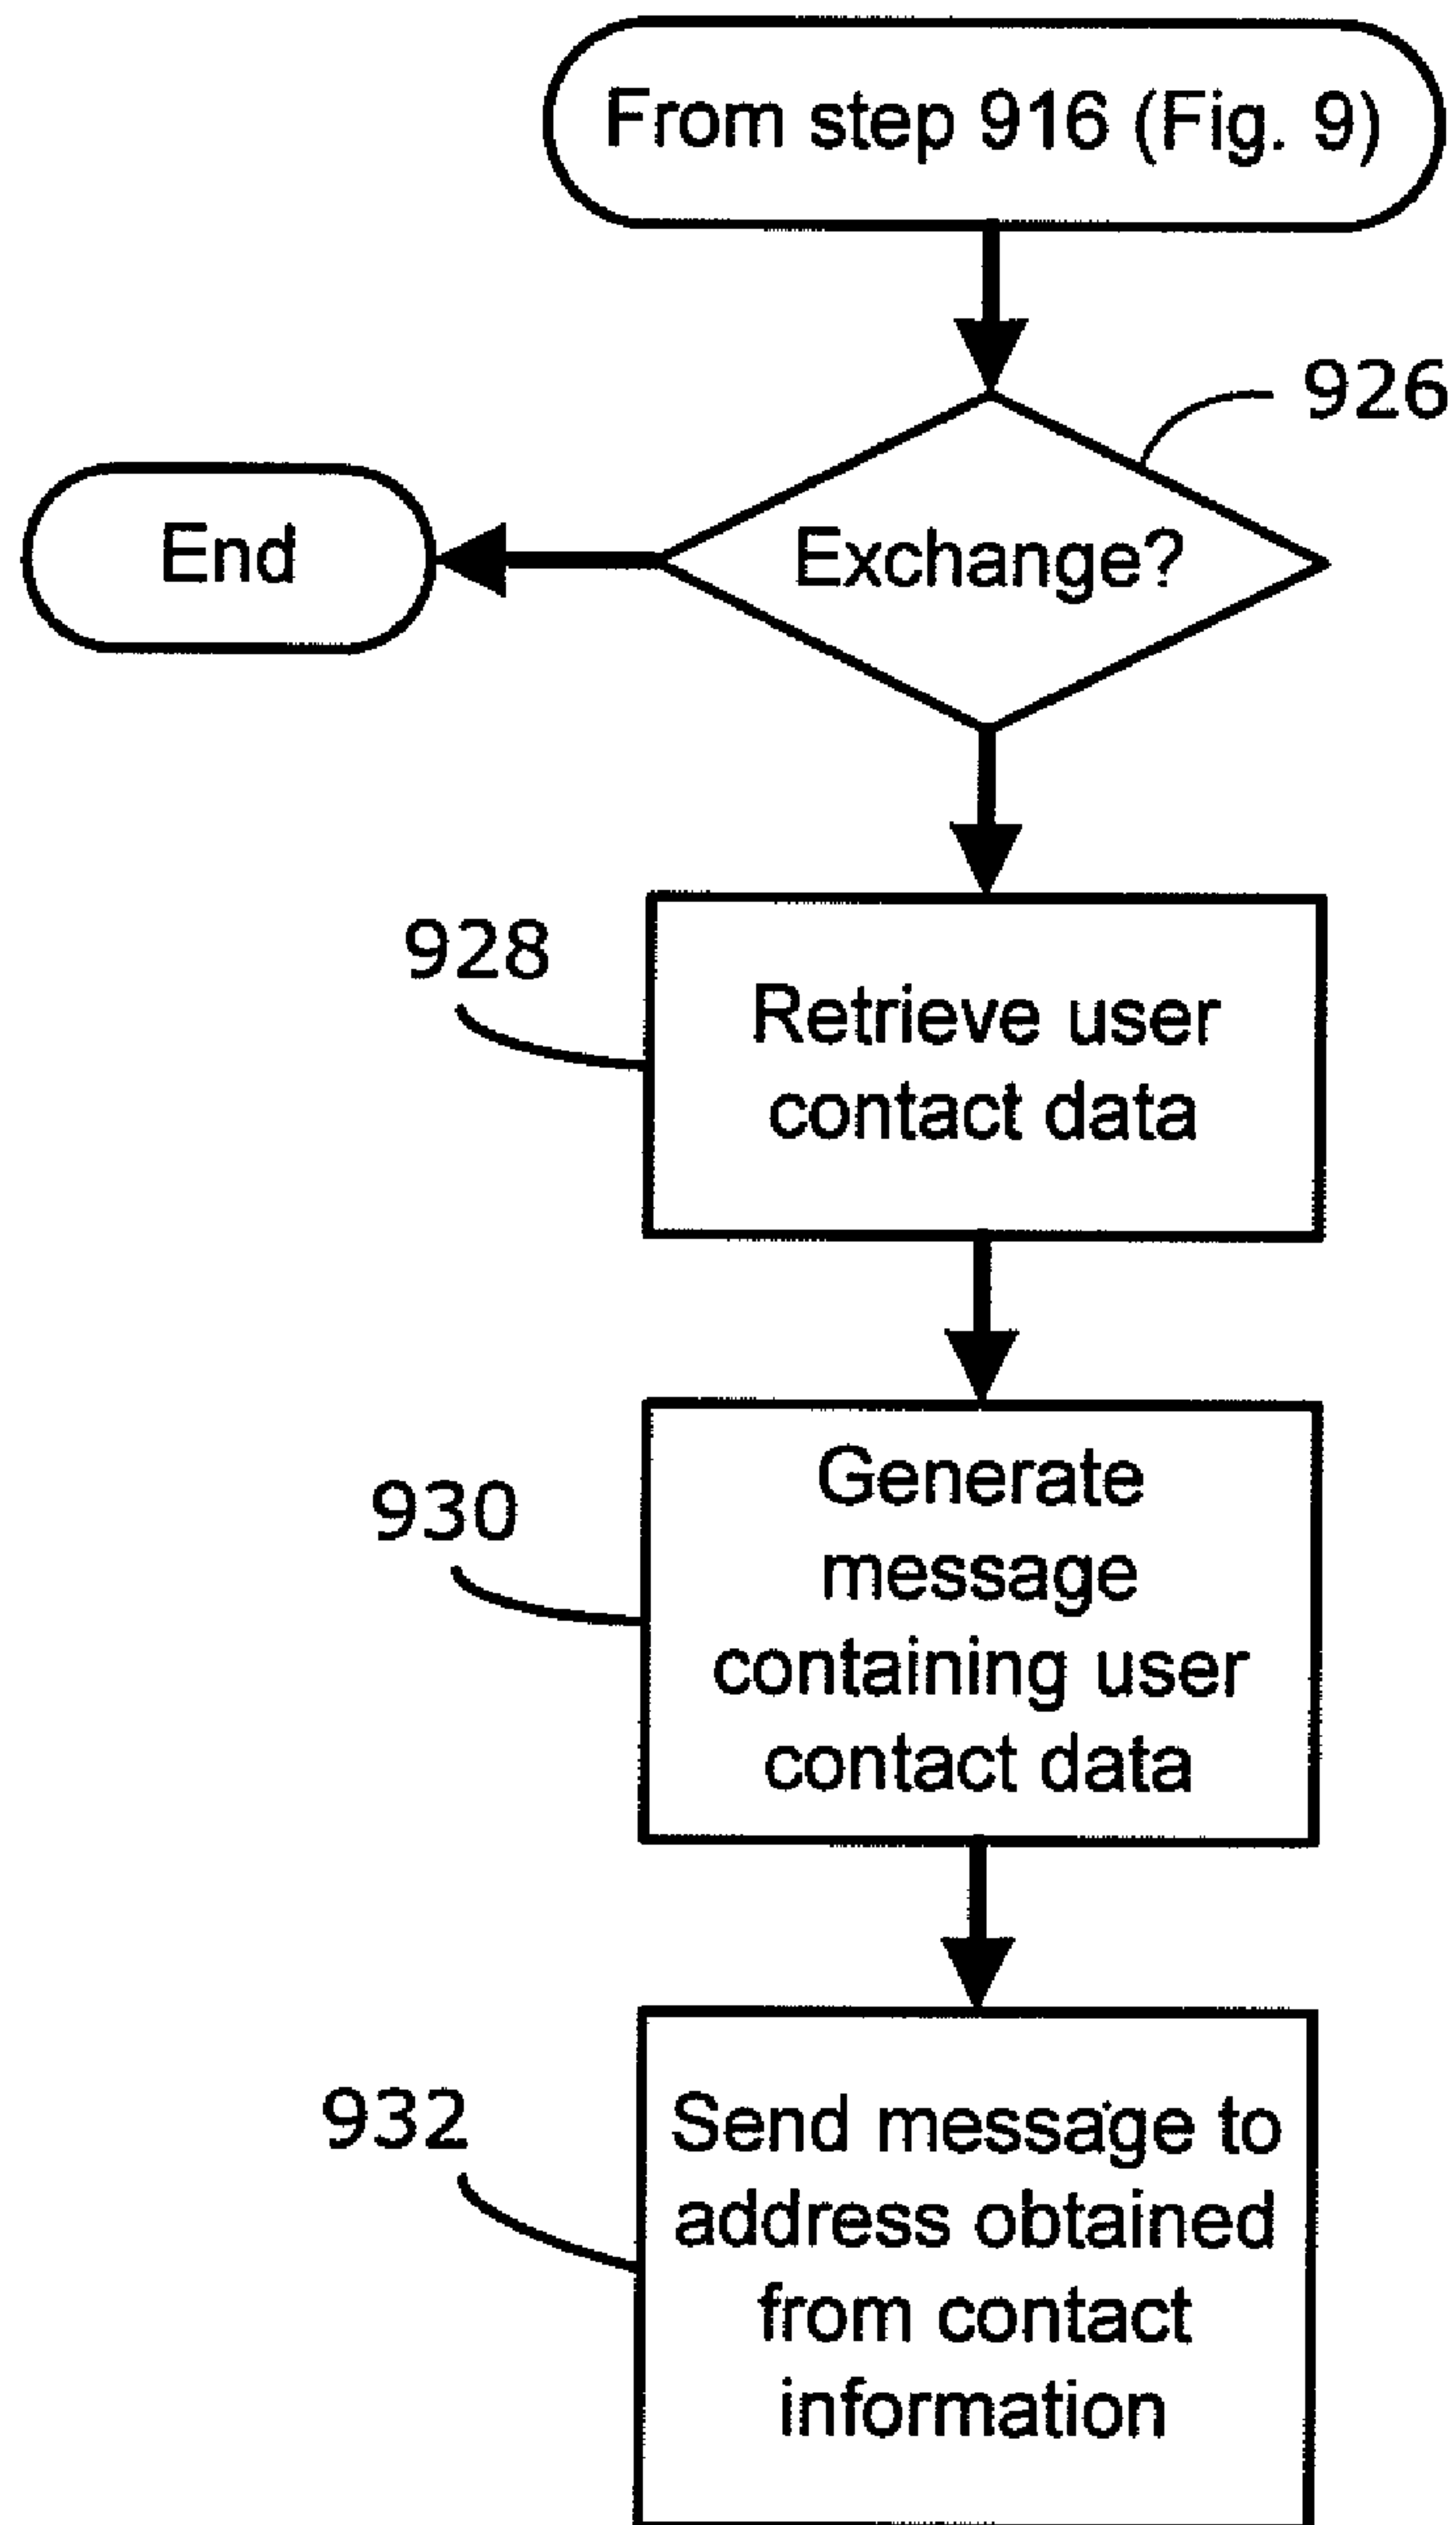 From step 916 (Fig. 9)
926
End
Exchange?
928
Retrieve user
contact data
930
Generate
message
containing user
contact data
932
Send message to
address obtained
from contact
information